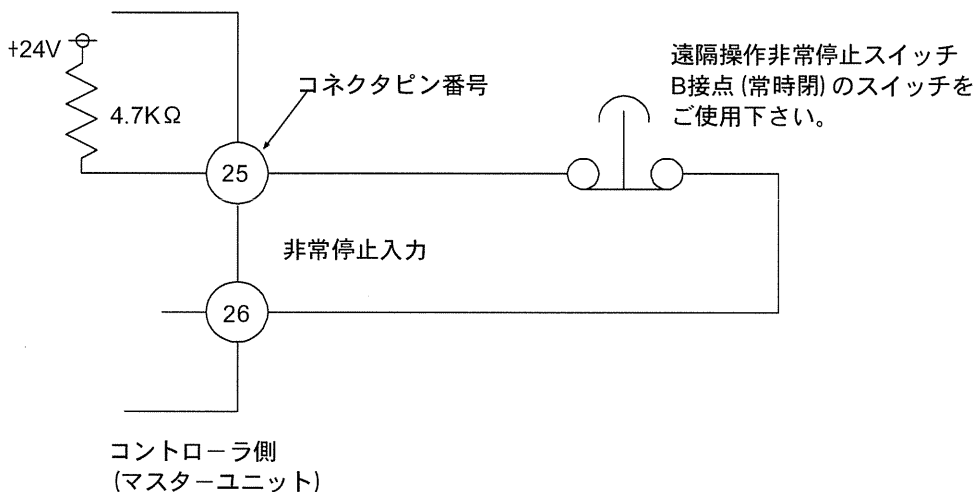 +24V
4.7KΩ
コネクタピン番号
遠隔操作非常停止スイッチ
B接点(常時閉)のスイッチを
ご使用下さい。
25
非常停止入力
26
コントローラ側
(マスターユニット)